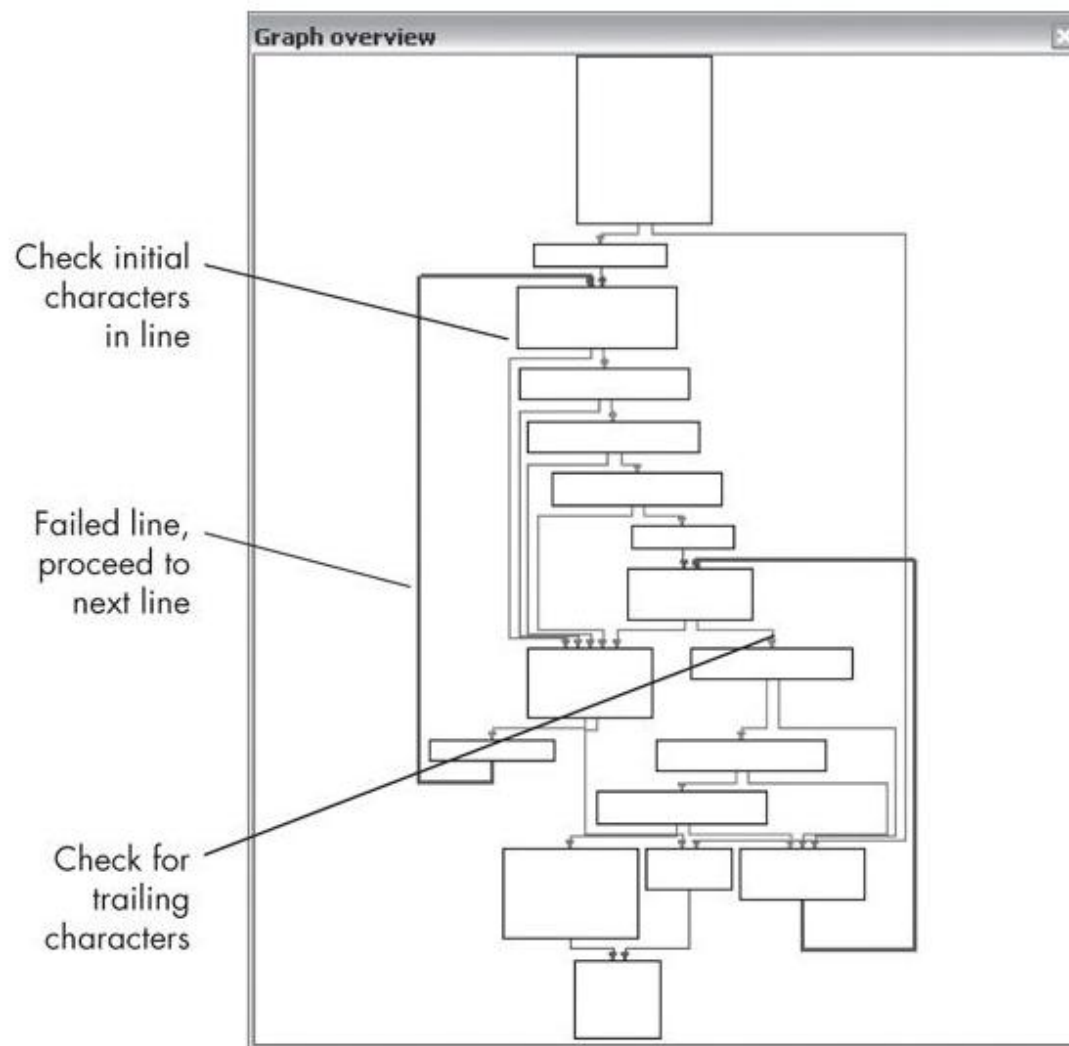 Graph overview
Check initial
characters
in line
Failed line,
proceed to
next line
Check for
trailing
characters